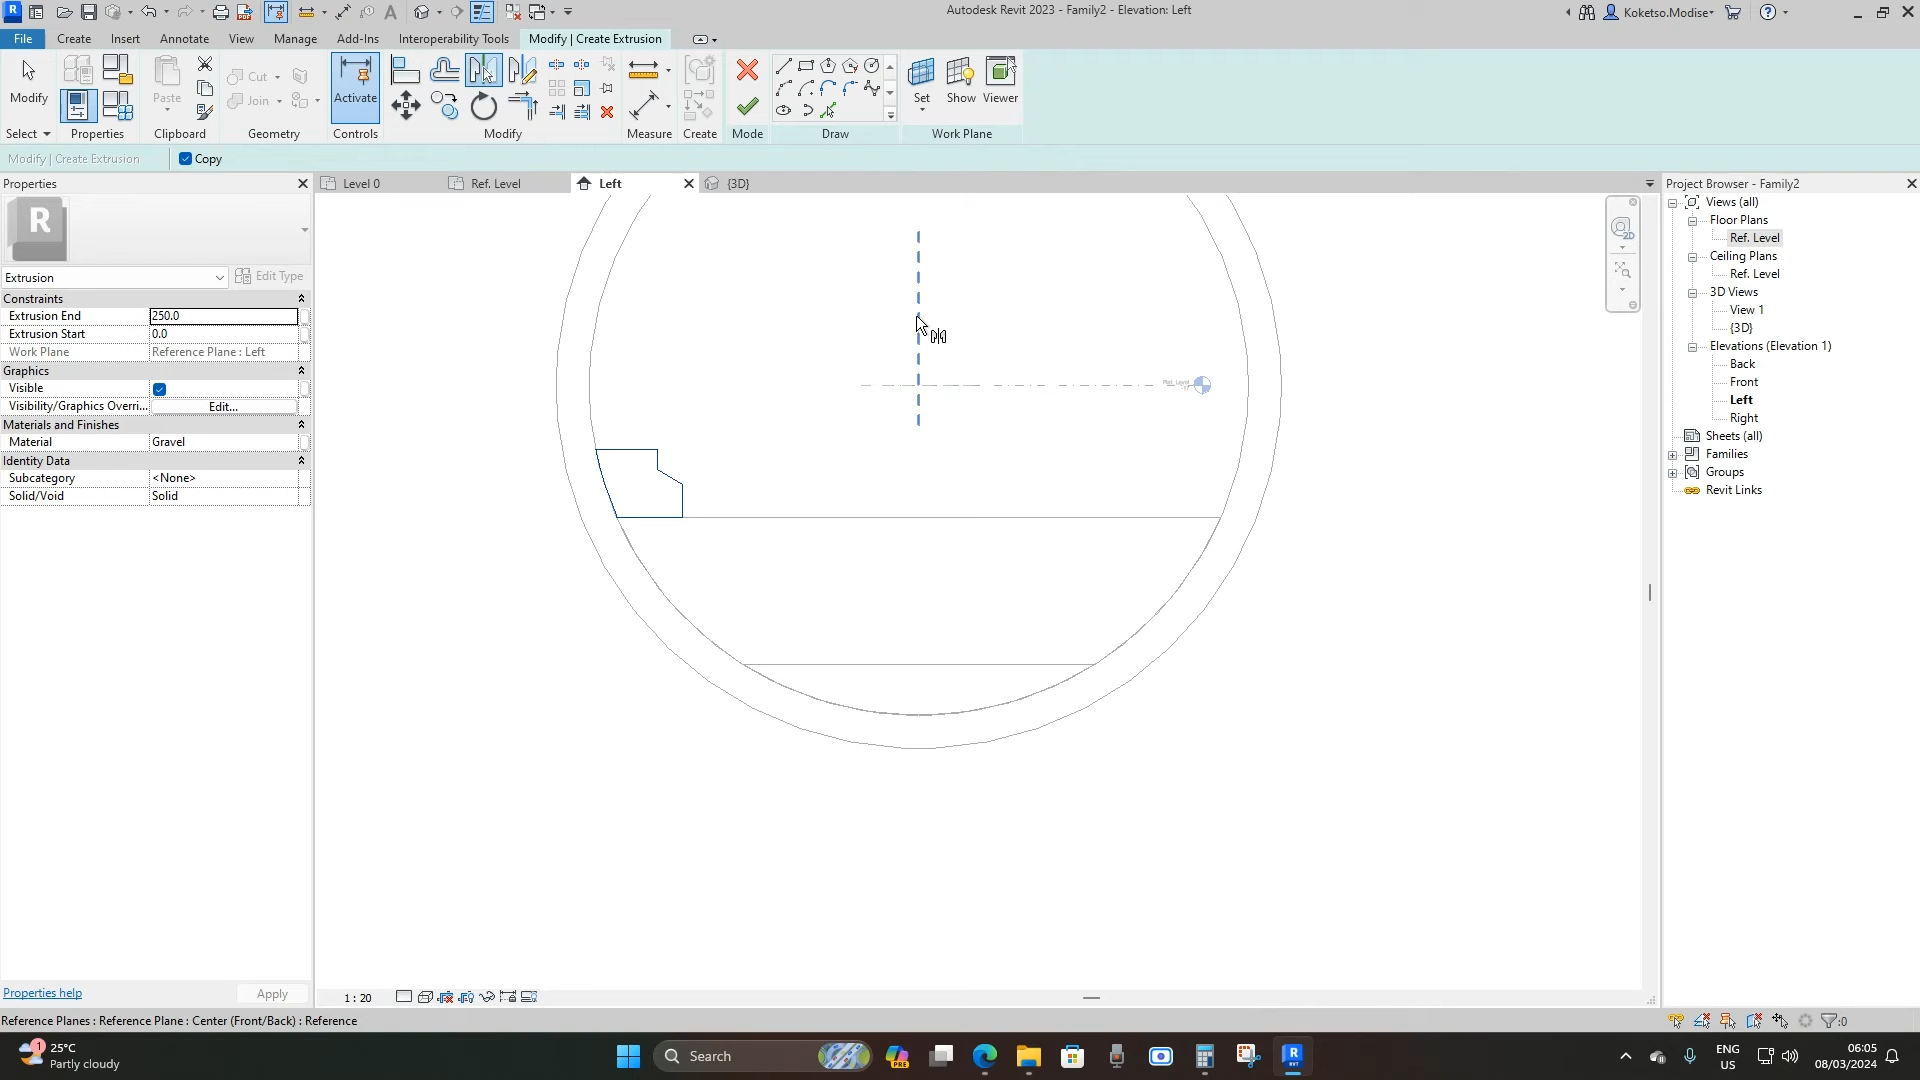 Autodesk Revit 2023 - Family2 - Elevation: Left
Koketso.Modise
File Create Insert Annotate View Manage Add-Ins Interoperability Tools Modify | Create Extrusion
Modify Paste Cut Join Activate Set Show Viewer
Select Properties Clipboard Geometry Controls Modify Measure Create Mode Draw Work Plane
Modify | Create Extrusion Copy
Properties
Level 0 Ref. Level Left {3D}
Project Browser - Family2
R
Extrusion Edit Type
Constraints
Extrusion End 250.0
Extrusion Start 0.0
Work Plane Reference Plane : Left
Graphics
Visible
Visibility/Graphics Overri... Edit...
Materials and Finishes
Material Gravel
Identity Data
Subcategory <None>
Solid/Void Solid
Views (all)
Floor Plans
Ref. Level
Ceiling Plans
Ref. Level
3D Views
View 1
{3D}
Elevations (Elevation 1)
Back
Front
Left
Right
Sheets (all)
Families
Groups
Revit Links
2D
Properties help Apply
1 : 20
Reference Planes : Reference Plane : Center (Front/Back) : Reference
:0
1
25°C
Partly cloudy
Search
PRE
ENG
US
06:05
08/03/2024